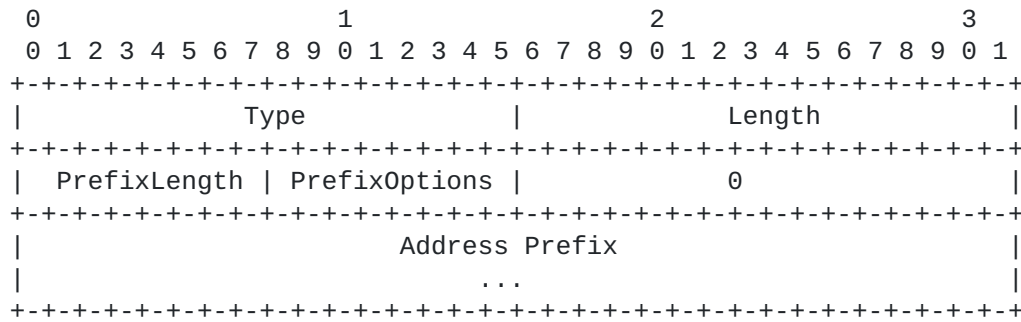 0                   1                   2                   3
 0 1 2 3 4 5 6 7 8 9 0 1 2 3 4 5 6 7 8 9 0 1 2 3 4 5 6 7 8 9 0 1
+-+-+-+-+-+-+-+-+-+-+-+-+-+-+-+-+-+-+-+-+-+-+-+-+-+-+-+-+-+-+-+-+
|              Type             |             Length            |
+-+-+-+-+-+-+-+-+-+-+-+-+-+-+-+-+-+-+-+-+-+-+-+-+-+-+-+-+-+-+-+-+
|  PrefixLength | PrefixOptions |             0                 |
+-+-+-+-+-+-+-+-+-+-+-+-+-+-+-+-+-+-+-+-+-+-+-+-+-+-+-+-+-+-+-+-+
|                        Address Prefix                         |
|                             ...                               |
+-+-+-+-+-+-+-+-+-+-+-+-+-+-+-+-+-+-+-+-+-+-+-+-+-+-+-+-+-+-+-+-+